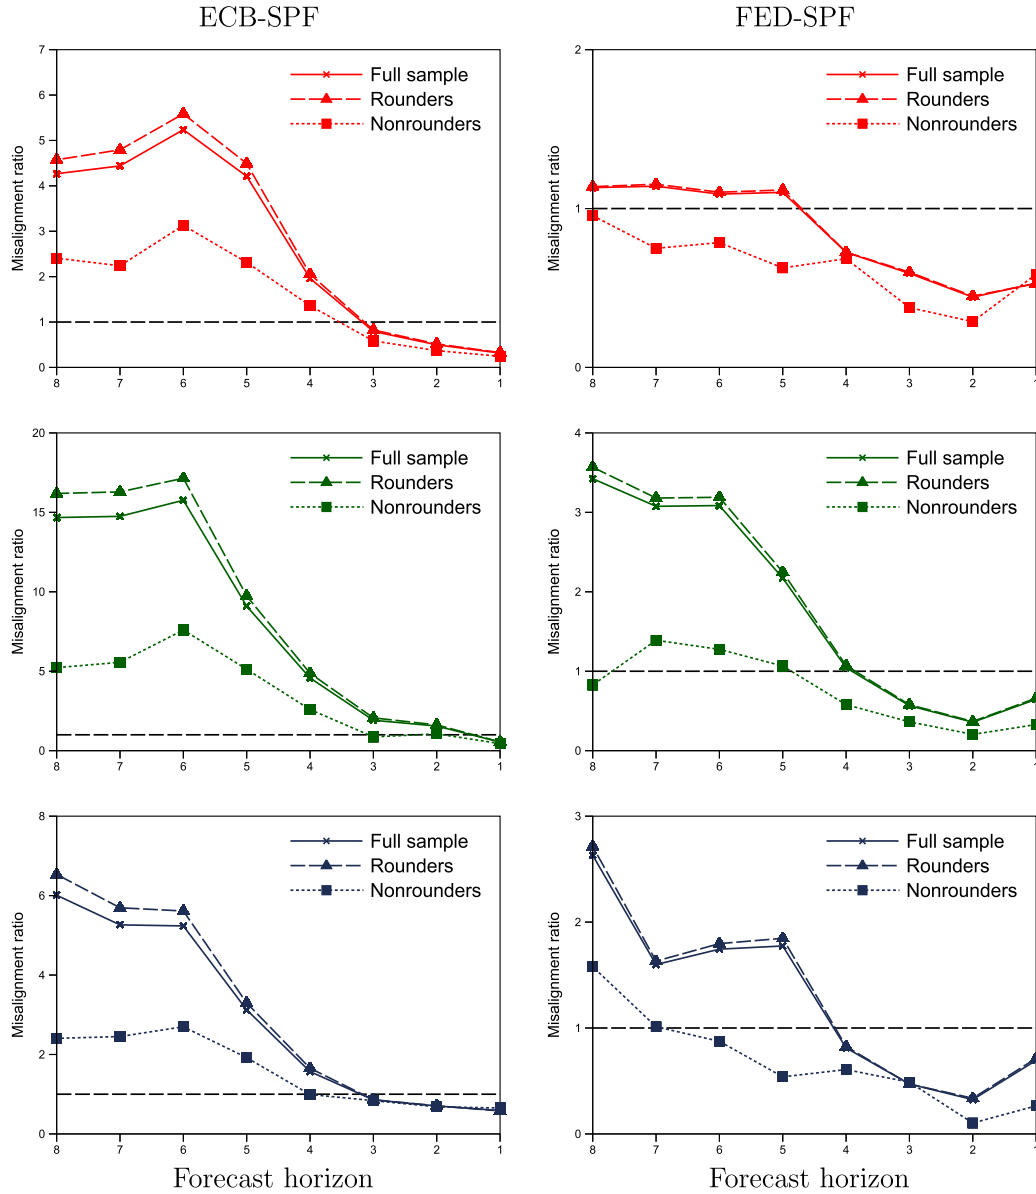 ECB-SPF
FED-SPF
Misalignment ratio
7
6
5
4
3
2
1
0
Full sample
Rounders
Nonrounders
8 7 6 5 4 3 2 1
Misalignment ratio
2
1
0
Full sample
Rounders
Nonrounders
8 7 6 5 4 3 2 1
Misalignment ratio
20
15
10
5
0
Full sample
Rounders
Nonrounders
8 7 6 5 4 3 2 1
Misalignment ratio
4
3
2
1
0
Full sample
Rounders
Nonrounders
8 7 6 5 4 3 2 1
Misalignment ratio
8
6
4
2
0
Full sample
Rounders
Nonrounders
8 7 6 5 4 3 2 1
Forecast horizon
Misalignment ratio
3
2
1
0
Full sample
Rounders
Nonrounders
8 7 6 5 4 3 2 1
Forecast horizon